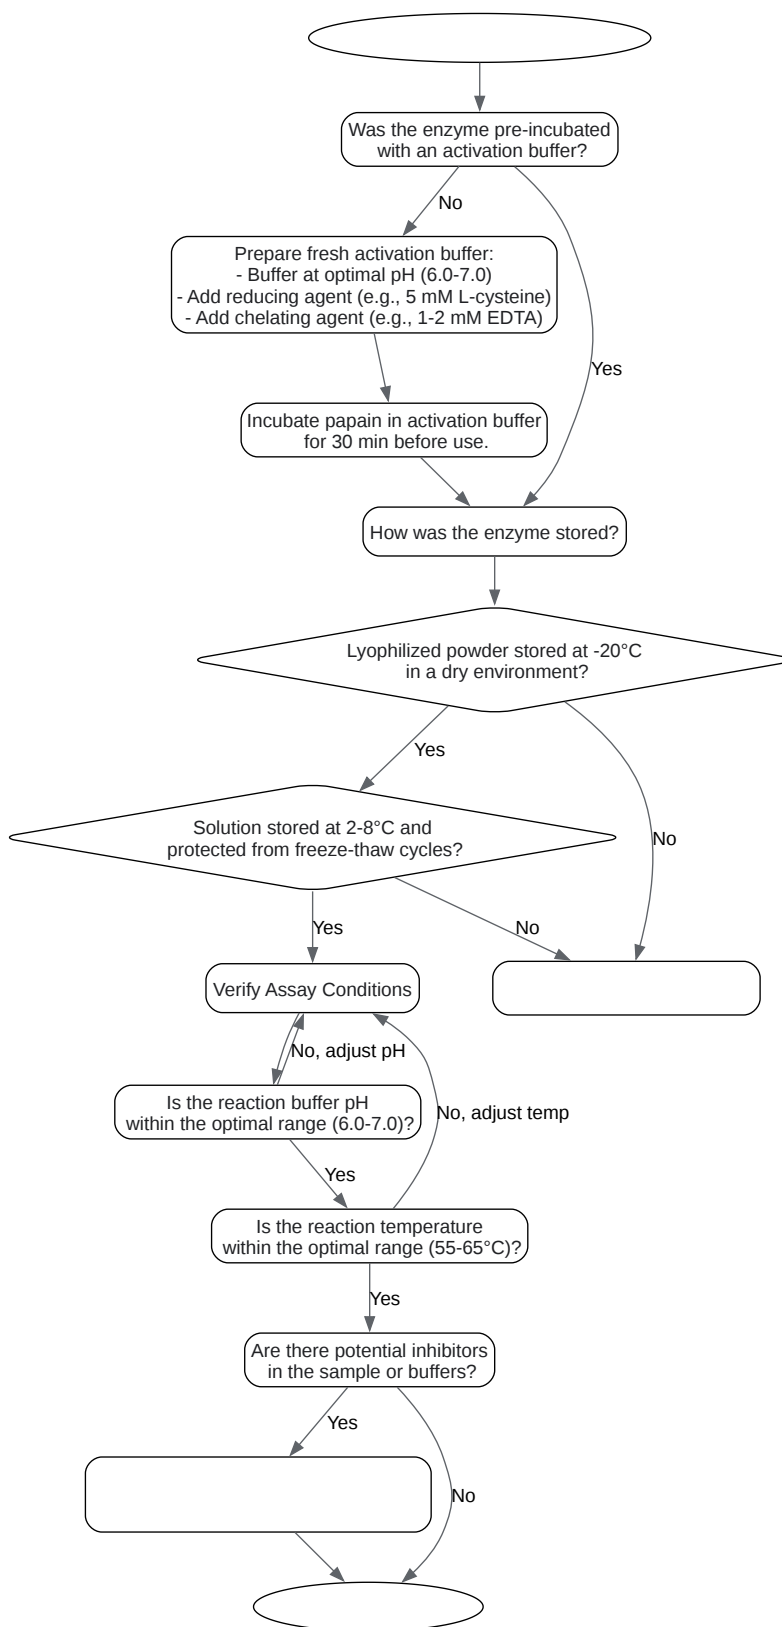 Was the enzyme pre-incubated
with an activation buffer?
No
Prepare fresh activation buffer:
- Buffer at optimal pH (6.0-7.0)
- Add reducing agent (e.g., 5 mM L-cysteine)
- Add chelating agent (e.g., 1-2 mM EDTA)
Yes
Incubate papain in activation buffer
for 30 min before use.
How was the enzyme stored?
Lyophilized powder stored at -20°C
in a dry environment?
Yes
Solution stored at 2-8°C and
protected from freeze-thaw cycles?
No
Yes
No
Verify Assay Conditions
No, adjust pH
Is the reaction buffer pH
within the optimal range (6.0-7.0)?
No, adjust temp
Yes
Is the reaction temperature
within the optimal range (55-65°C)?
Yes
Are there potential inhibitors
in the sample or buffers?
Yes
No